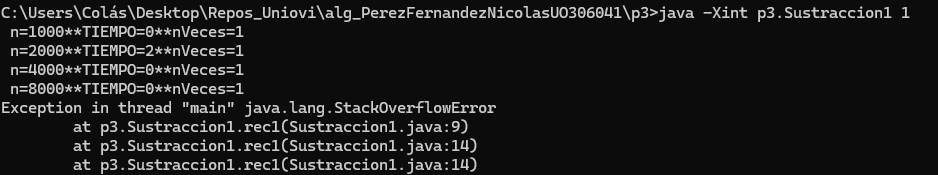 C:\Users\Colás\Desktop\Repos_Uniovi\alg_PerezFernandezNicolasUO306041\p3>java -Xint p3.Sustraccion1 1
n=1000**TIEMPO=0**nVeces=1
n=2000**TIEMPO=2**nVeces=1
n=4000**TIEMPO=0**nVeces=1
n=8000**TIEMPO=0**nVeces=1
Exception in thread "main" java.lang.StackOverflowError
at p3.Sustraccion1.rec1(Sustraccion1.java:9)
at p3.Sustraccion1.rec1(Sustraccion1.java:14)
at p3.Sustraccion1.rec1(Sustraccion1.java:14)